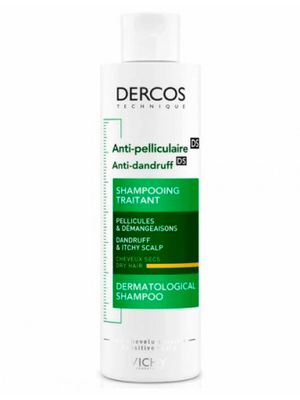 DERCOS
TECHNIQUE
Anti-pelliculaire DS
Anti-dandruff DS
SHAMPOOING
TRAITANT
PELLICULES
& DÉMANGEAISONS
DANDRUFF
& ITCHY SCALP
CHEVEUX SECS
DRY HAIR
DERMATOLOGICAL
SHAMPOO
VICHY